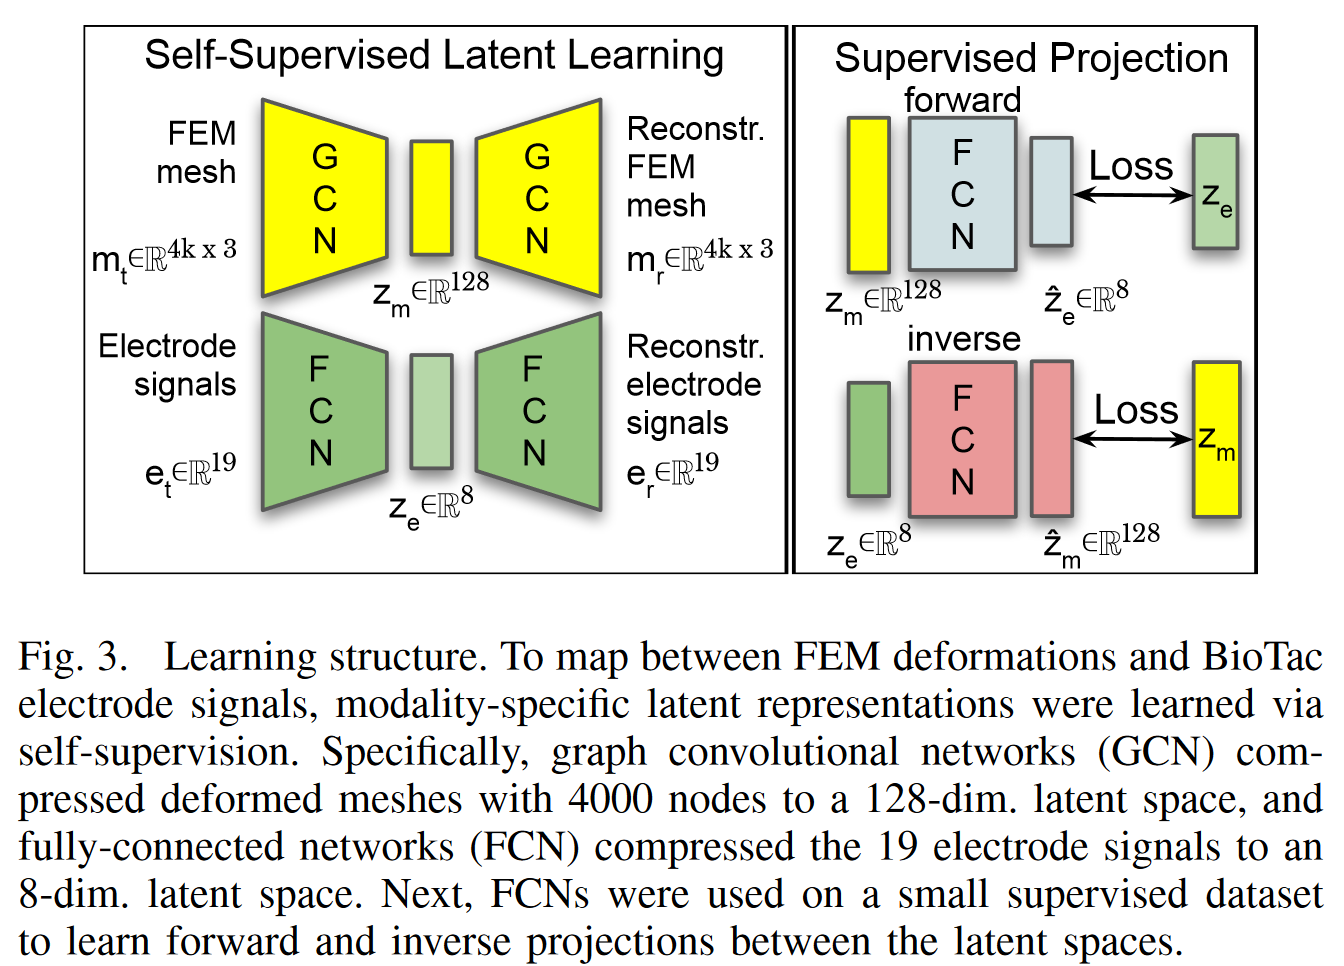 Self-Supervised Latent Learning
FEM
mesh
m_t∈ℝ^{4k x 3}
G
C
N
z_m∈ℝ^{128}
G
C
N
Reconstr.
FEM
mesh
m_r∈ℝ^{4k x 3}
Electrode
signals
e_t∈ℝ^{19}
F
C
N
z_e∈ℝ^8
F
C
N
Reconstr.
electrode
signals
e_r∈ℝ^{19}
Supervised Projection
forward
z_m∈ℝ^{128}
F
C
N
ẑ_e∈ℝ^8
Loss
z_e
inverse
z_e∈ℝ^8
F
C
N
ẑ_m∈ℝ^{128}
Loss
z_m
Fig. 3. Learning structure. To map between FEM deformations and BioTac
electrode signals, modality-specific latent representations were learned via
self-supervision. Specifically, graph convolutional networks (GCN) com-
pressed deformed meshes with 4000 nodes to a 128-dim. latent space, and
fully-connected networks (FCN) compressed the 19 electrode signals to an
8-dim. latent space. Next, FCNs were used on a small supervised dataset
to learn forward and inverse projections between the latent spaces.